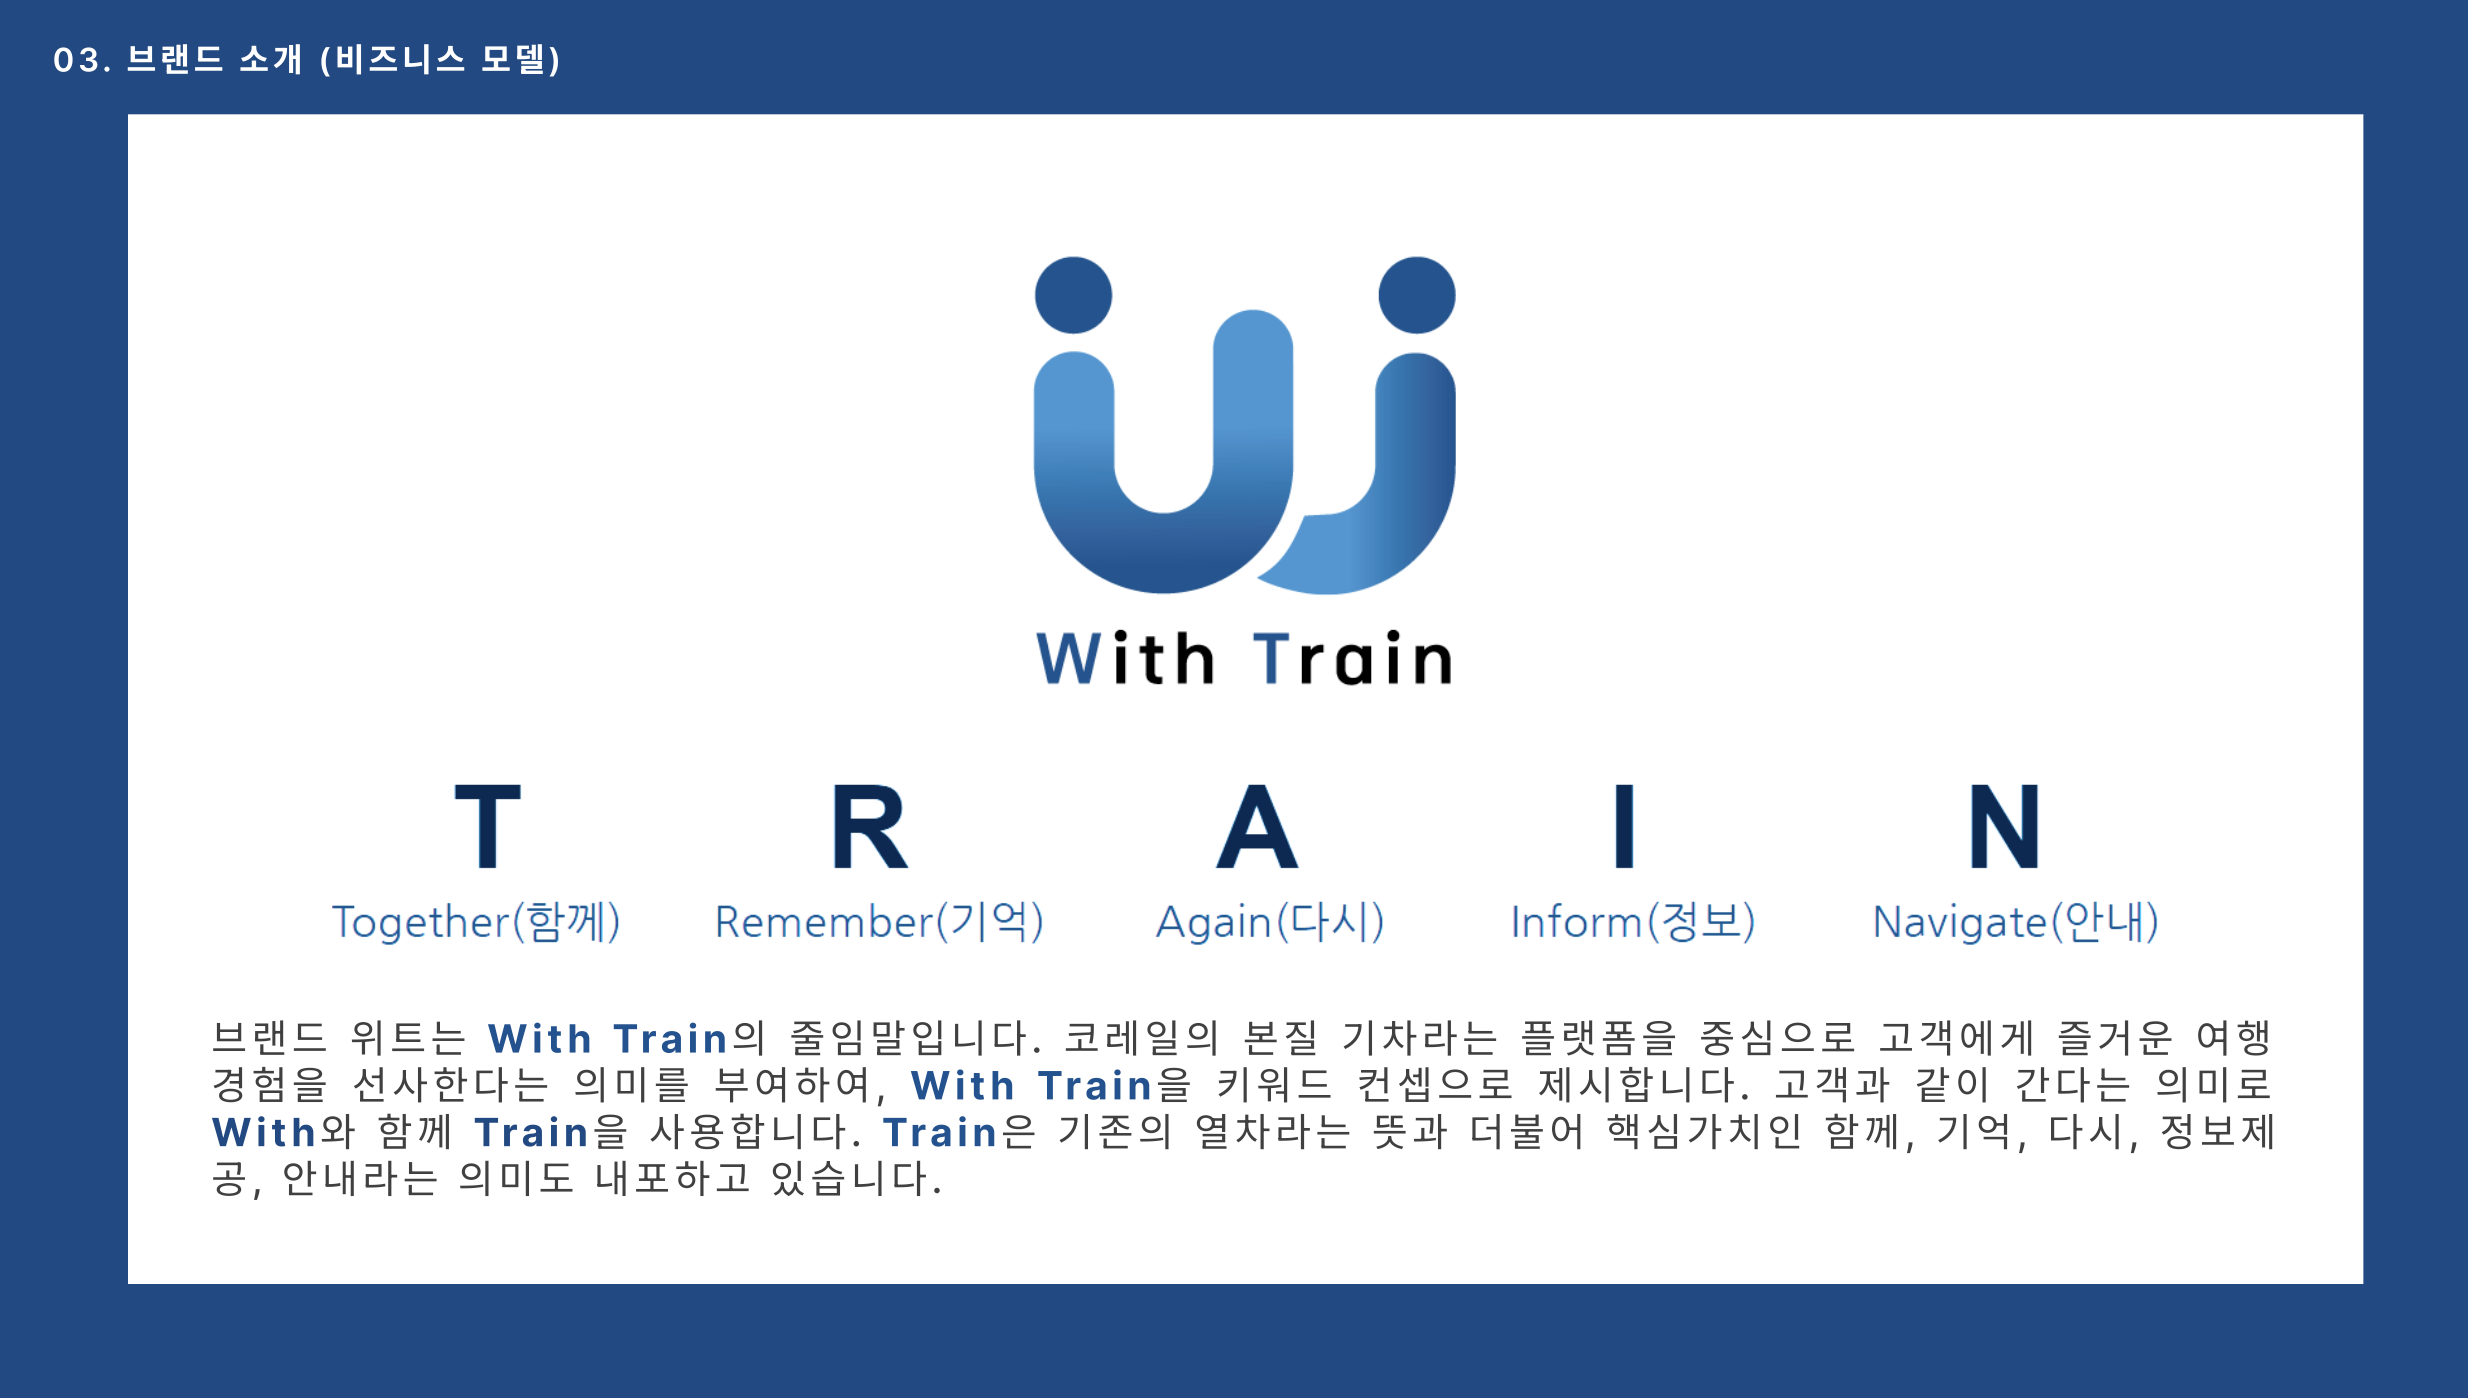 03. 브랜드 소개 (비즈니스 모델)
With Train
T R A I N
Together(함께) Remember(기억) Again(다시) Inform(정보) Navigate(안내)
브랜드 위트는 With Train의 줄임말입니다. 코레일의 본질 기차라는 플랫폼을 중심으로 고객에게 즐거운 여행
경험을 선사한다는 의미를 부여하여, With Train을 키워드 컨셉으로 제시합니다. 고객과 같이 간다는 의미로
With와 함께 Train을 사용합니다. Train은 기존의 열차라는 뜻과 더불어 핵심가치인 함께, 기억, 다시, 정보제
공, 안내라는 의미도 내포하고 있습니다.